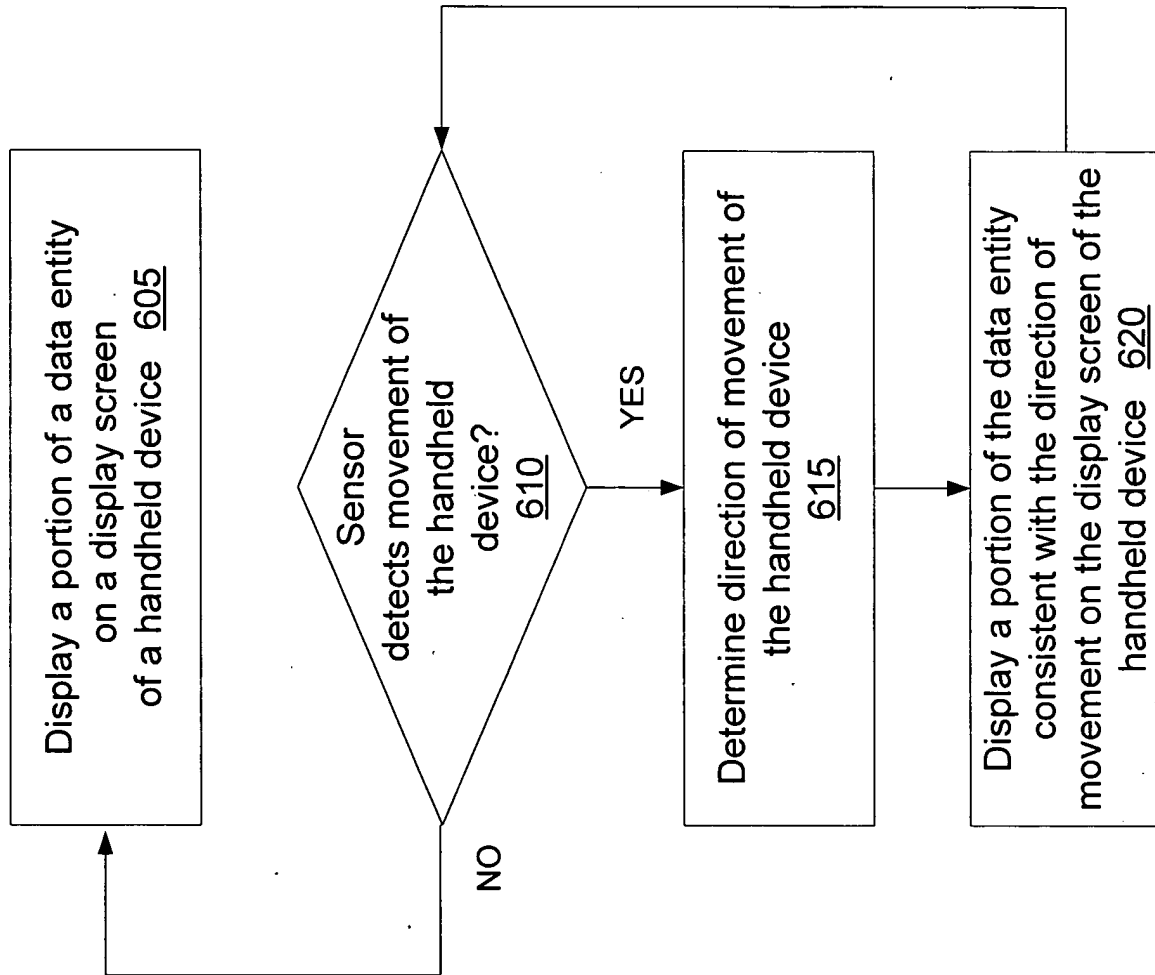 Display a portion of a data entity
on a display screen
of a handheld device 605
Sensor
detects movement of
the handheld
device?
610
NO
YES
Determine direction of movement of
the handheld device
615
Display a portion of the data entity
consistent with the direction of
movement on the display screen of the
handheld device 620